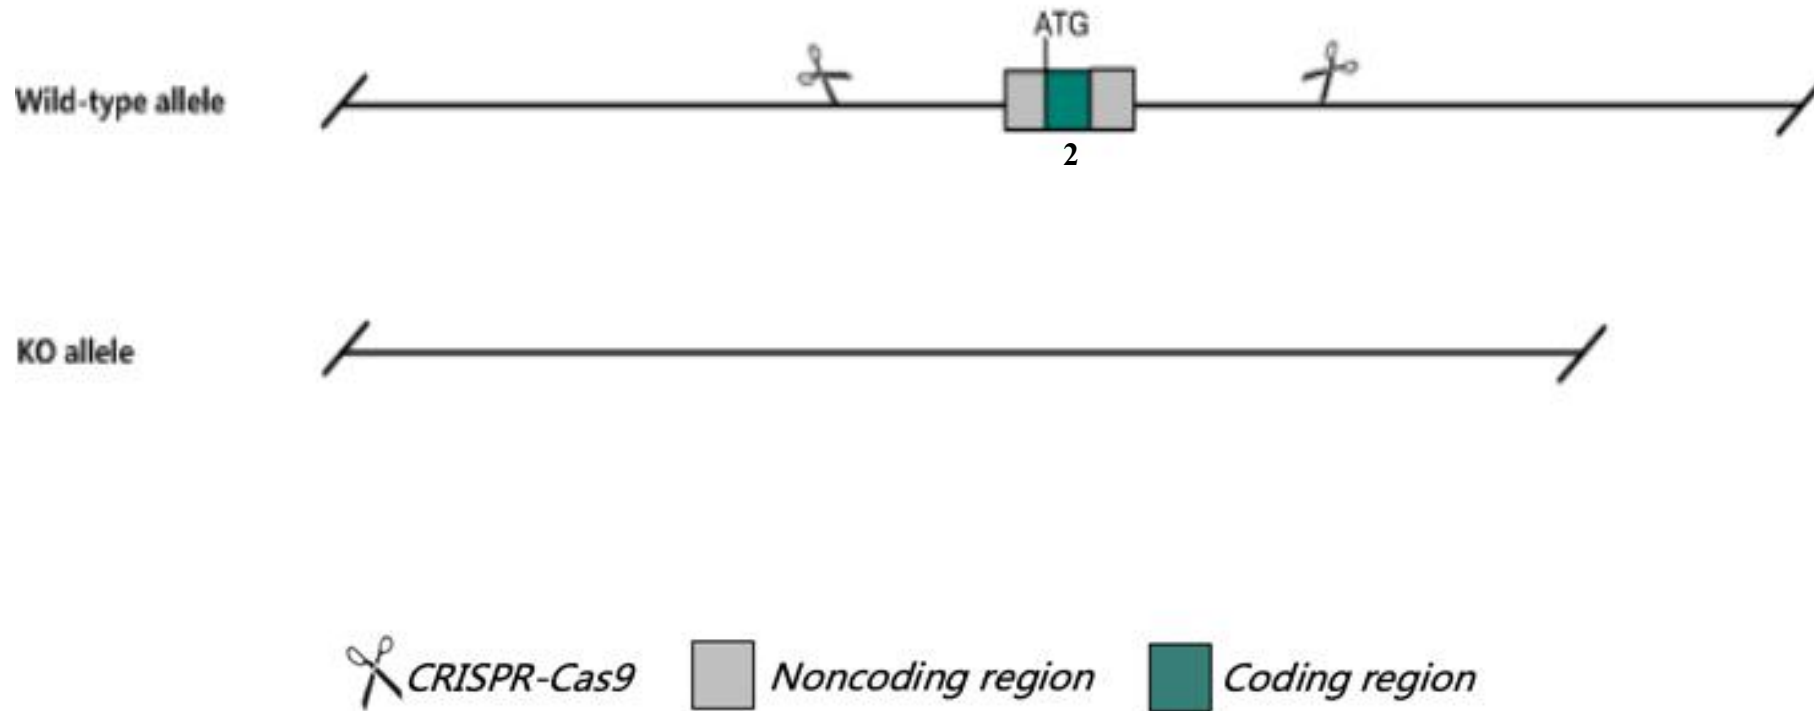 ATG
Wild-type allele
2
KO allele
CRISPR-Cas9 Noncoding region Coding region